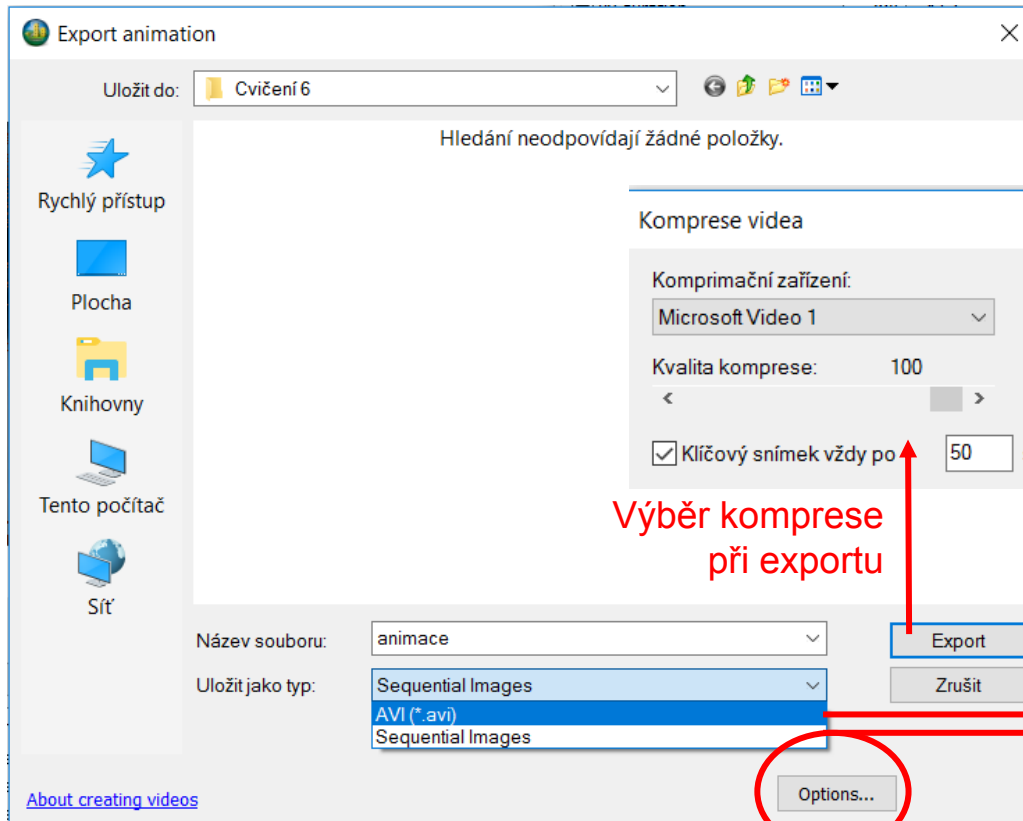 Export animation
Uložit do:
Cvičení 6
Hledání neodpovídají žádné položky.
Rychlý přístup
Plocha
Knihovny
Tento počítač
Síť
Komprese videa
Komprimační zařízení:
Microsoft Video 1
Kvalita komprese: 100
Klíčový snímek vždy po 50
Výběr komprese
při exportu
Název souboru: animace Export
Uložit jako typ: Sequential Images Zrušit
AVI (*.avi)
Sequential Images
About creating videos
Options...